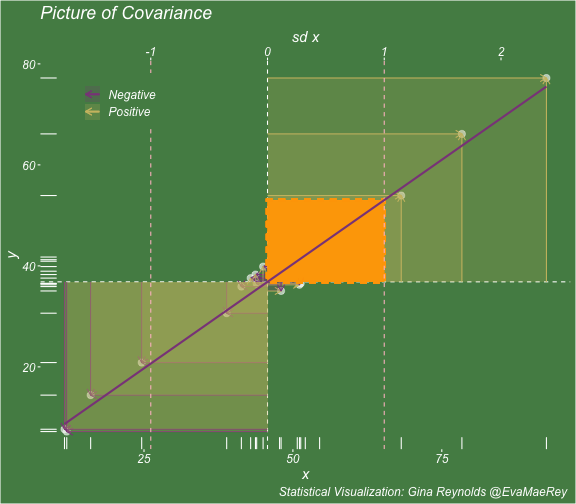 Picture of Covariance
sd x
-1 0 1 2
80
60
40
20
y
Negative
Positive
25 50 75
x
Statistical Visualization: Gina Reynolds @EvaMaeRey